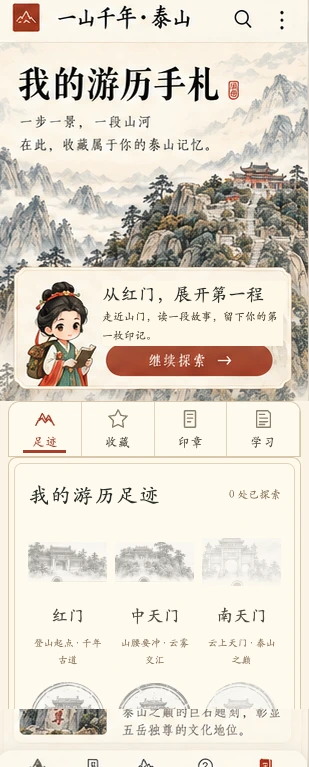 一山千年·泰山
我的游历手札
一步一景，一段山河
在此，收藏属于你的泰山记忆。
从红门，展开第一程
走近山门，读一段故事，留下你的第
一枚印记。
继续探索 →
足迹
收藏
印章
学习
我的游历足迹
0 处已探索
红门
中天门
南天门
登山起点·千年
古道
山腰要冲·云雾
交汇
云上天门·泰山
之巅
尊
泰山之巅的巨石题刻，彰显
五岳独尊的文化地位。